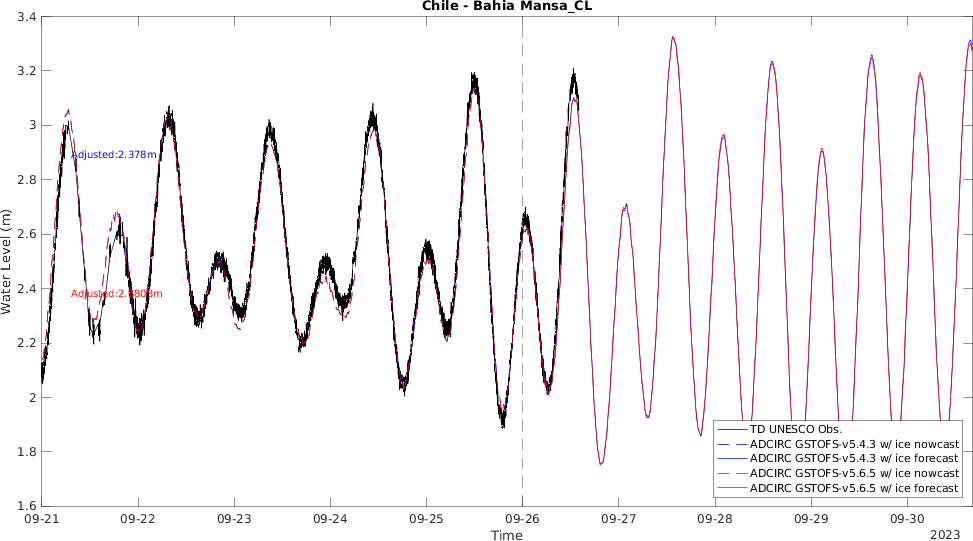 Chile - Bahia Mansa_CL
Water Level (m)
3.4
3.2
3
2.8
2.6
2.4
2.2
2
1.8
1.6
Adjusted:2.378m
TD UNESCO Obs.
ADCIRC GSTOFS-v5.4.3 w/ ice nowcast
ADCIRC GSTOFS-v5.4.3 w/ ice forecast
ADCIRC GSTOFS-v5.6.5 w/ ice nowcast
ADCIRC GSTOFS-v5.6.5 w/ ice forecast
09-21 09-22 09-23 09-24 09-25 09-26 09-27 09-28 09-29 09-30
Time
2023